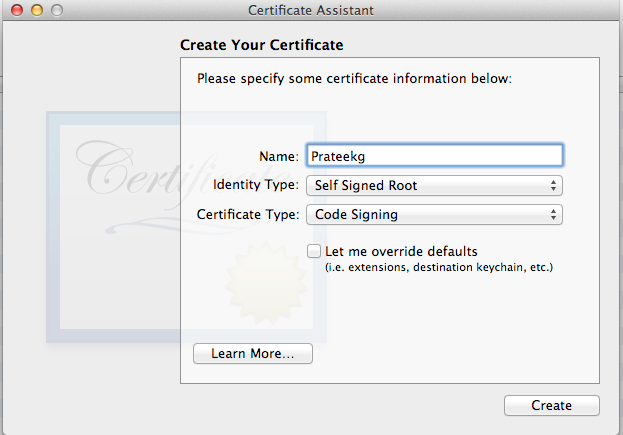 Certificate Assistant
Create Your Certificate
Please specify some certificate information below:
Certificate
Name: Prateekg
Identity Type: Self Signed Root
Certificate Type: Code Signing
Let me override defaults
(i.e. extensions, destination keychain, etc.)
Learn More...
Create